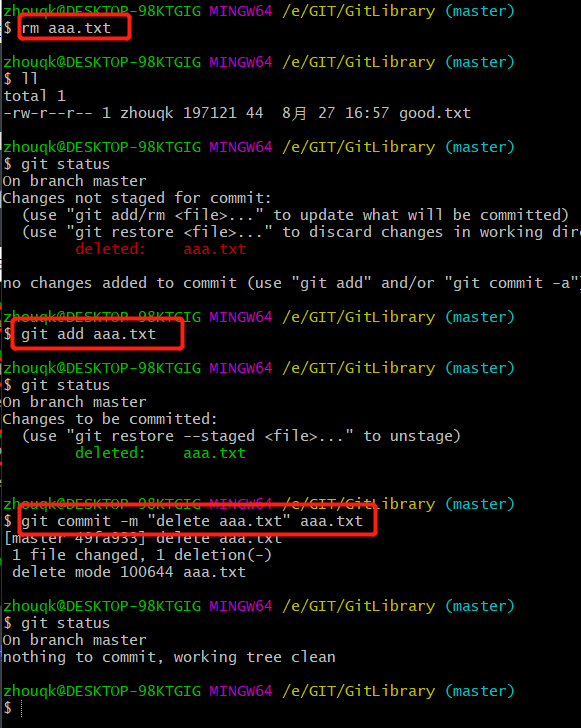 zhouqk@DESKTOP-98KTGIG MINGW64 /e/GIT/GitLibrary (master)
$ rm aaa.txt
zhouqk@DESKTOP-98KTGIG MINGW64 /e/GIT/GitLibrary (master)
$ ll
total 1
-rw-r--r-- 1 zhouqk 197121 44  8月 27 16:57 good.txt
zhouqk@DESKTOP-98KTGIG MINGW64 /e/GIT/GitLibrary (master)
$ git status
On branch master
Changes not staged for commit:
  (use "git add/rm <file>..." to update what will be committed)
  (use "git restore <file>..." to discard changes in working dire
        deleted:    aaa.txt
no changes added to commit (use "git add" and/or "git commit -a")
zhouqk@DESKTOP-98KTGIG MINGW64 /e/GIT/GitLibrary (master)
$ git add aaa.txt
zhouqk@DESKTOP-98KTGIG MINGW64 /e/GIT/GitLibrary (master)
$ git status
On branch master
Changes to be committed:
  (use "git restore --staged <file>..." to unstage)
        deleted:    aaa.txt
zhouqk@DESKTOP-98KTGIG MINGW64 /e/GIT/GitLibrary (master)
$ git commit -m "delete aaa.txt" aaa.txt
[master 49fa933] delete aaa.txt
 1 file changed, 1 deletion(-)
 delete mode 100644 aaa.txt
zhouqk@DESKTOP-98KTGIG MINGW64 /e/GIT/GitLibrary (master)
$ git status
On branch master
nothing to commit, working tree clean
zhouqk@DESKTOP-98KTGIG MINGW64 /e/GIT/GitLibrary (master)
$